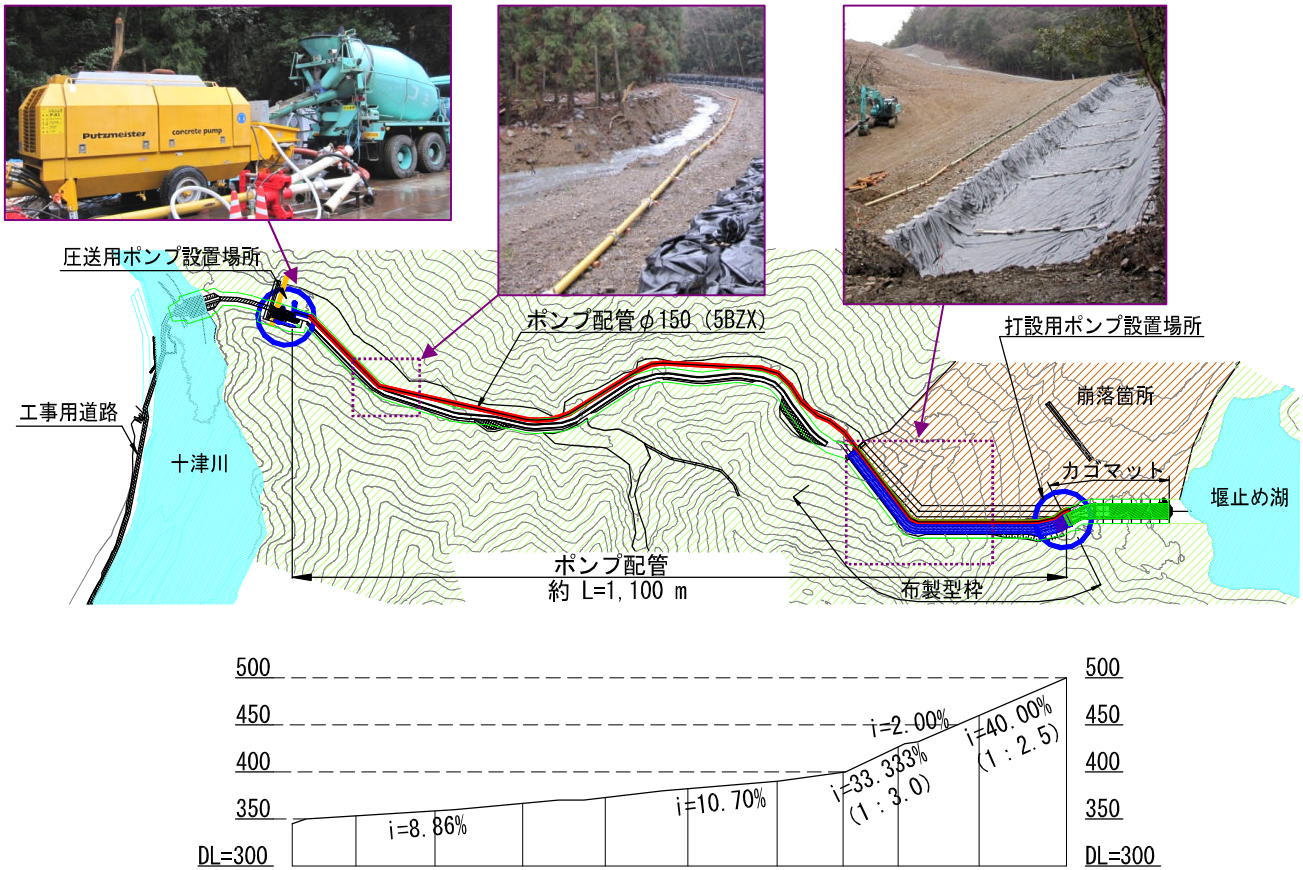 Putzmeister
concrete pump
圧送用ポンプ設置場所
ポンプ配管φ150 (5BZX)
打設用ポンプ設置場所
工事用道路
十津川
崩落箇所
カゴマット
堰止め湖
ポンプ配管
約 L=1,100 m
布製型枠
500
450
400
350
DL=300
i=8.86%
i=10.70%
i=2.00%
i=33.333%
(1：3.0)
i=40.00%
(1：2.5)
500
450
400
350
DL=300